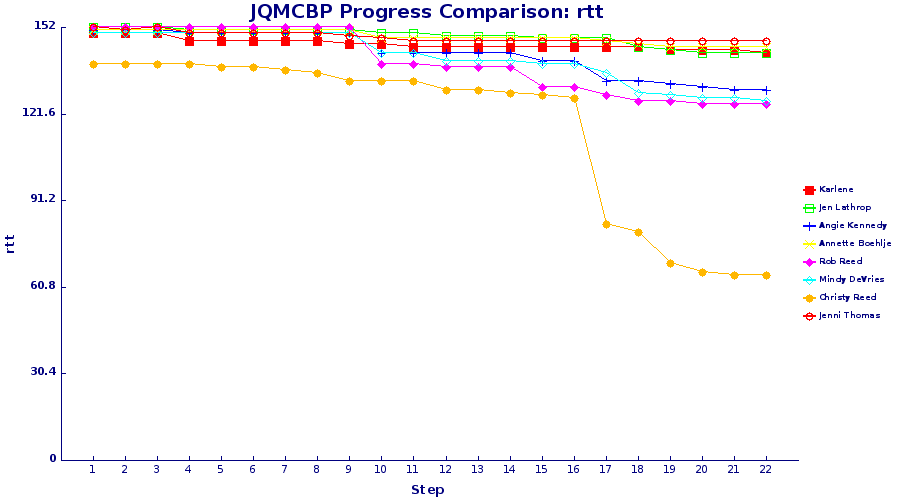 JQMCBP Progress Comparison: rtt
152
121.6
91.2
60.8
30.4
0
rtt
1 2 3 4 5 6 7 8 9 10 11 12 13 14 15 16 17 18 19 20 21 22
Step
Karlene
Jen Lathrop
Angie Kennedy
Annette Boehlje
Rob Reed
Mindy DeVries
Christy Reed
Jenni Thomas